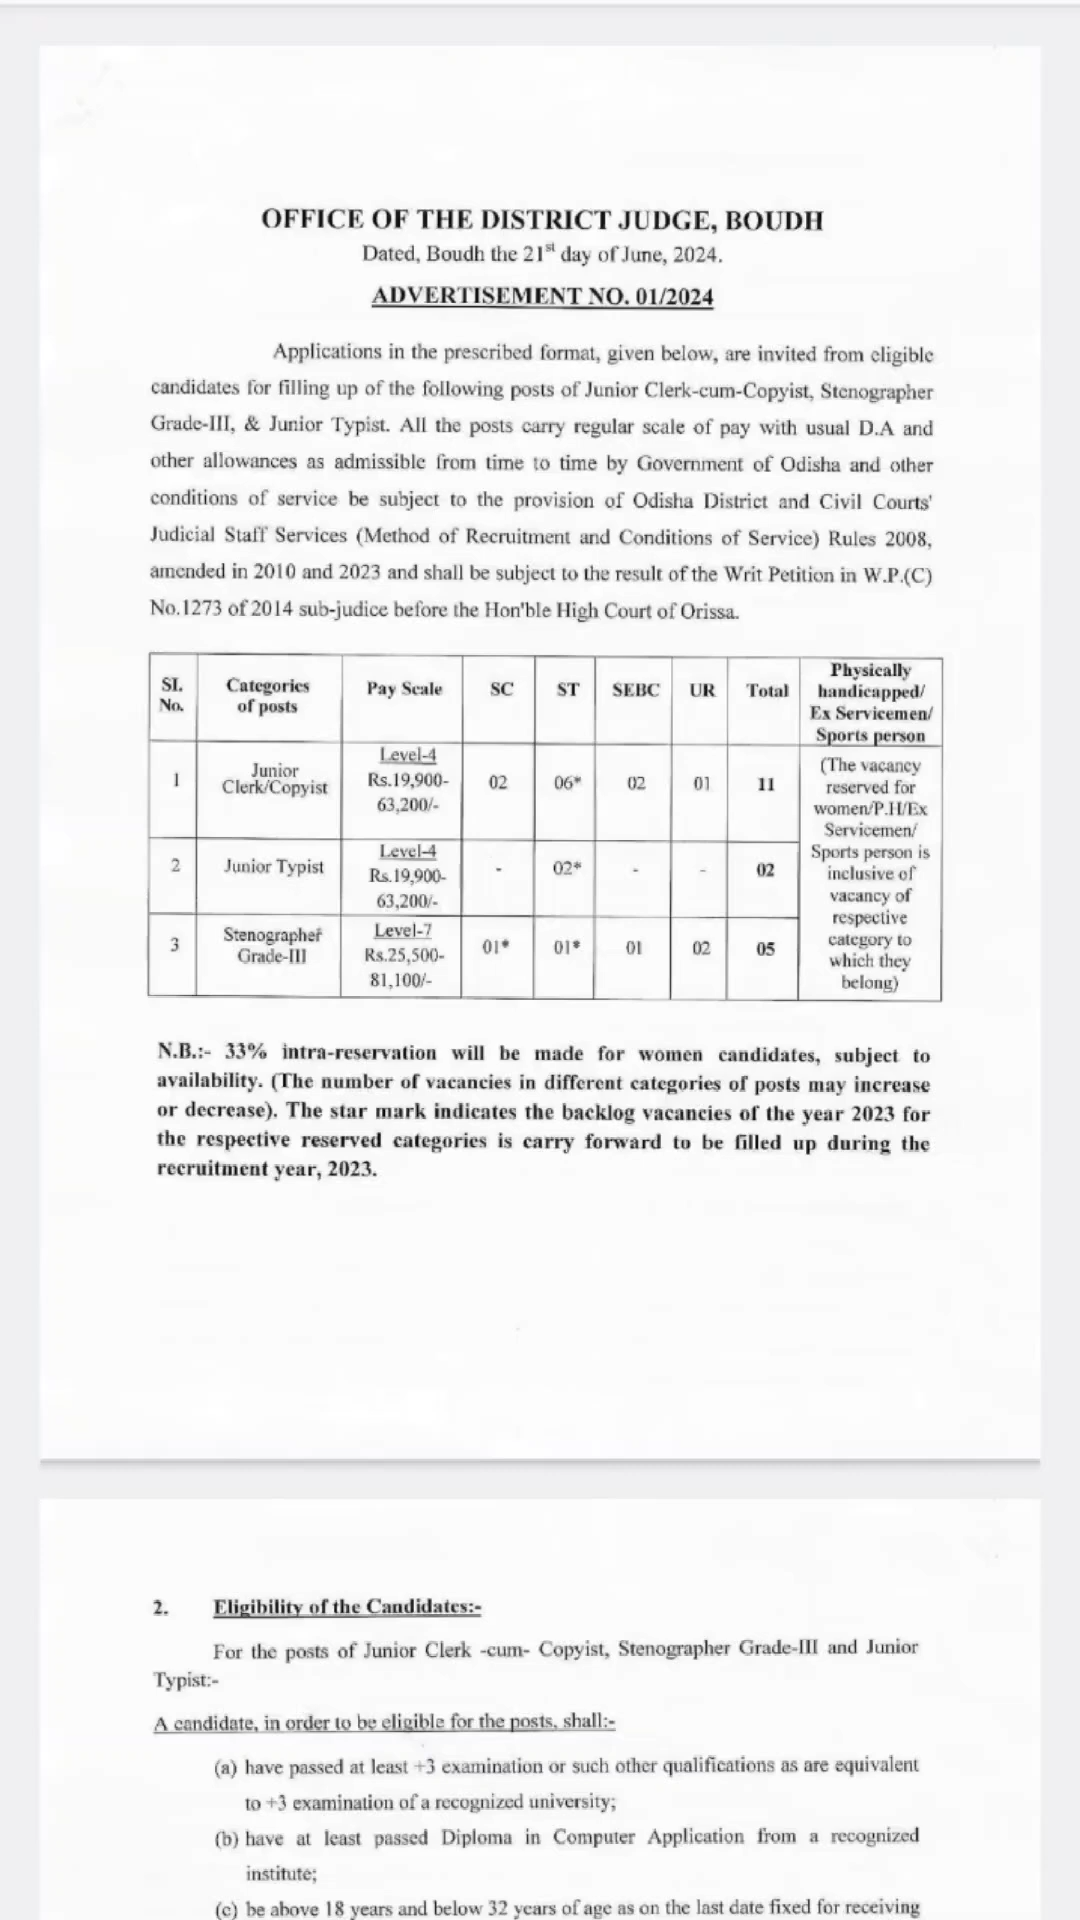 OFFICE OF THE DISTRICT JUDGE, BOUDH
Dated, Boudh the 21st day of June, 2024.
ADVERTISEMENT NO. 01/2024
Applications in the prescribed format, given below, are invited from eligible
candidates for filling up of the following posts of Junior Clerk-cum-Copyist, Stenographer
Grade-III, & Junior Typist. All the posts carry regular scale of pay with usual D.A and
other allowances as admissible from time to time by Government of Odisha and other
conditions of service be subject to the provision of Odisha District and Civil Courts'
Judicial Staff Services (Method of Recruitment and Conditions of Service) Rules 2008,
amended in 2010 and 2023 and shall be subject to the result of the Writ Petition in W.P.(C)
No.1273 of 2014 sub-judice before the Hon'ble High Court of Orissa.
Sl. No. Categories of posts Pay Scale SC ST SEBC UR Total Physically handicapped/ Ex Servicemen/ Sports person
1 Junior Clerk/Copyist Level-4 Rs.19,900-63,200/- 02 06* 02 01 11
2 Junior Typist Level-4 Rs.19,900-63,200/- - 02* - - 02
3 Stenographer Grade-III Level-7 Rs.25,500-81,100/- 01* 01* 01 02 05
(The vacancy
reserved for
women/P.H/Ex
Servicemen/
Sports person is
inclusive of
vacancy of
respective
category to
which they
belong)
N.B.:- 33% intra-reservation will be made for women candidates, subject to
availability. (The number of vacancies in different categories of posts may increase
or decrease). The star mark indicates the backlog vacancies of the year 2023 for
the respective reserved categories is carry forward to be filled up during the
recruitment year, 2023.
2. Eligibility of the Candidates:-
For the posts of Junior Clerk -cum- Copyist, Stenographer Grade-III and Junior
Typist:-
A candidate, in order to be eligible for the posts, shall:-
(a) have passed at least +3 examination or such other qualifications as are equivalent
to +3 examination of a recognized university;
(b) have at least passed Diploma in Computer Application from a recognized
institute;
(c) be above 18 years and below 32 years of age as on the last date fixed for receiving